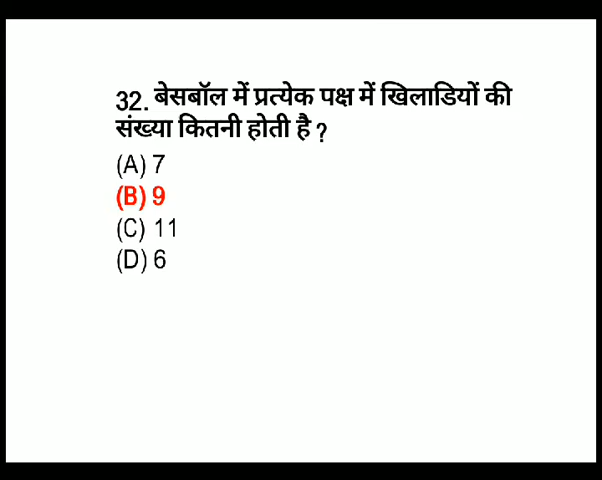 32. बेसबॉल में प्रत्येक पक्ष में खिलाडियों की
संख्या कितनी होती है ?
(A) 7
(B) 9
(C) 11
(D) 6